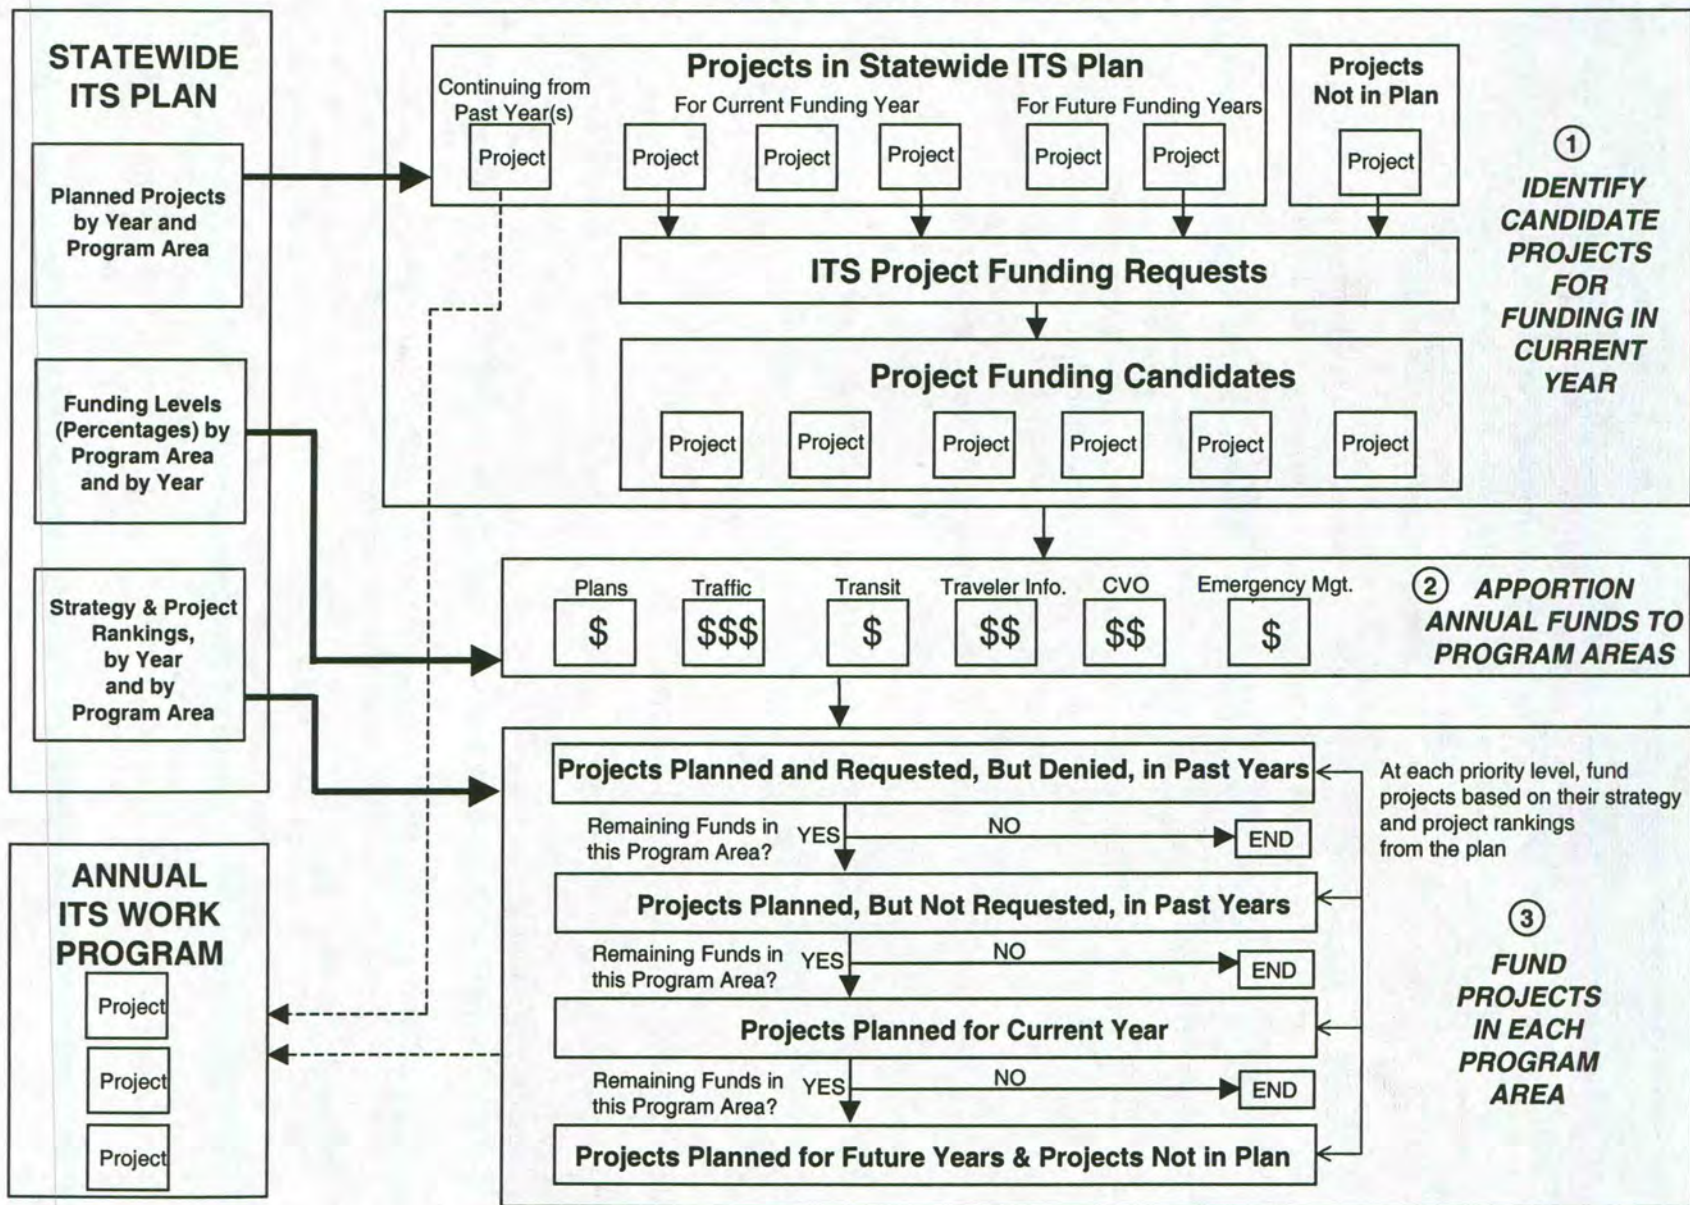 STATEWIDE
ITS PLAN
Planned Projects
by Year and
Program Area
Funding Levels
(Percentages) by
Program Area
and by Year
Strategy & Project
Rankings,
by Year
and by
Program Area
ANNUAL
ITS WORK
PROGRAM
Project
Project
Project
Projects in Statewide ITS Plan
Continuing from
Past Year(s)
For Current Funding Year
For Future Funding Years
Project
Project
Project
Project
Project
Project
Projects
Not in Plan
Project
ITS Project Funding Requests
Project Funding Candidates
Project
Project
Project
Project
Project
Project
1
IDENTIFY
CANDIDATE
PROJECTS
FOR
FUNDING IN
CURRENT
YEAR
Plans
Traffic
Transit
Traveler Info.
CVO
Emergency Mgt.
$
$$$
$
$$
$$
$
2 APPORTION
ANNUAL FUNDS TO
PROGRAM AREAS
Projects Planned and Requested, But Denied, in Past Years
Remaining Funds in
this Program Area?
YES
NO
END
Projects Planned, But Not Requested, in Past Years
Remaining Funds in
this Program Area?
YES
NO
END
Projects Planned for Current Year
Remaining Funds in
this Program Area?
YES
NO
END
Projects Planned for Future Years & Projects Not in Plan
At each priority level, fund
projects based on their strategy
and project rankings
from the plan
3
FUND
PROJECTS
IN EACH
PROGRAM
AREA